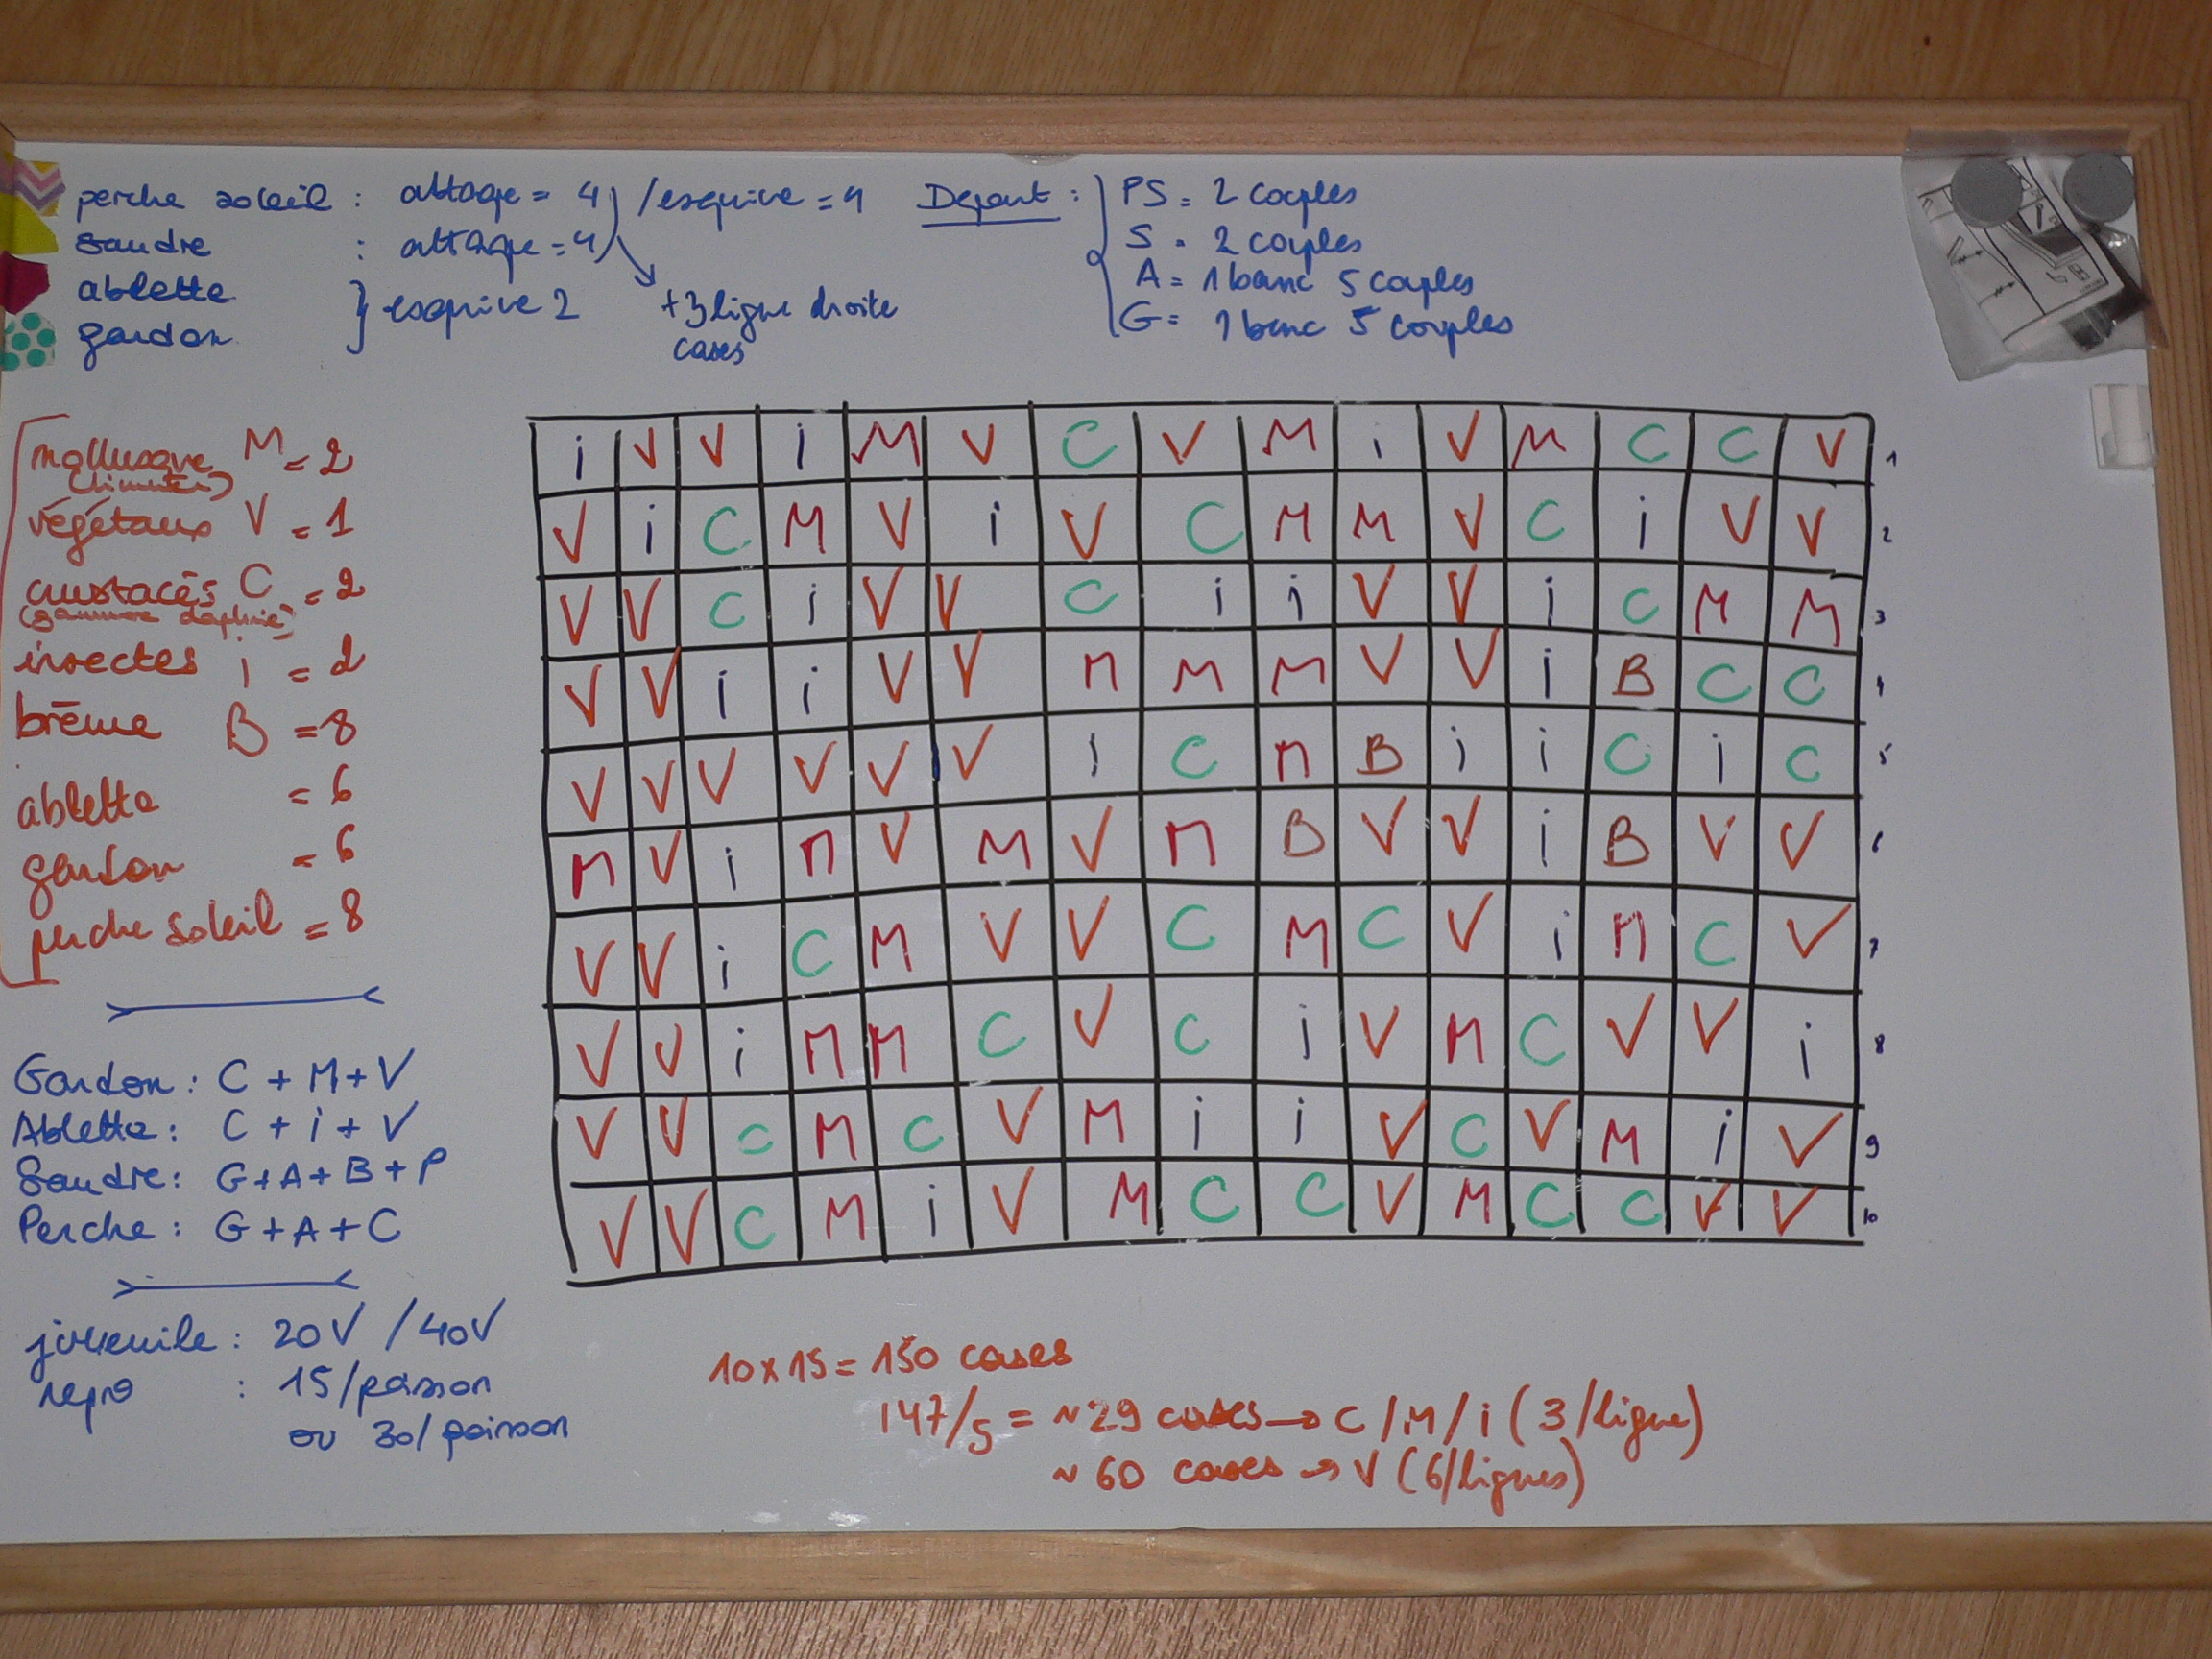 perche soleil : attaque = 4 / esquive = 4
sandre : attaque = 4
ablette
gardon
} esquive 2
+3 ligne droite
cases
Depart : PS = 2 couples
S = 2 couples
A = 1 banc 5 couples
G = 1 banc 5 couples
mollusque M = 2
végétaux V = 1
crustacés C = 2
(gammare daphnie)
insectes i = 2
brême B = 8
ablette = 6
gardon = 6
perche soleil = 8
Gardon : C + M + V
Ablette : C + i + V
Sandre : G + A + B + P
Perche : G + A + C
juvenile : 20V / 40V
repro : 15/poisson
ou 30/poisson
i V V i M V C V M i V M C C V 1
V i C M V i V C M M V C i V V 2
V V C i V V C i i V V i C M M 3
V V i i V V M M M V V i B C C 4
V V V V V V i C M B i i C i C 5
M V i M V M V M B V V i B V V 6
V V i C M V V C M C V i M C V 7
V V i M M C V C i V M C V V i 8
V V C M C V M i i V C V M i V 9
V V C M i V M C C V M C C V V 10
10 x 15 = 150 cases
147/5 = ~ 29 cases → C / M / i ( 3 / ligne )
~ 60 cases → V ( 6/lignes )